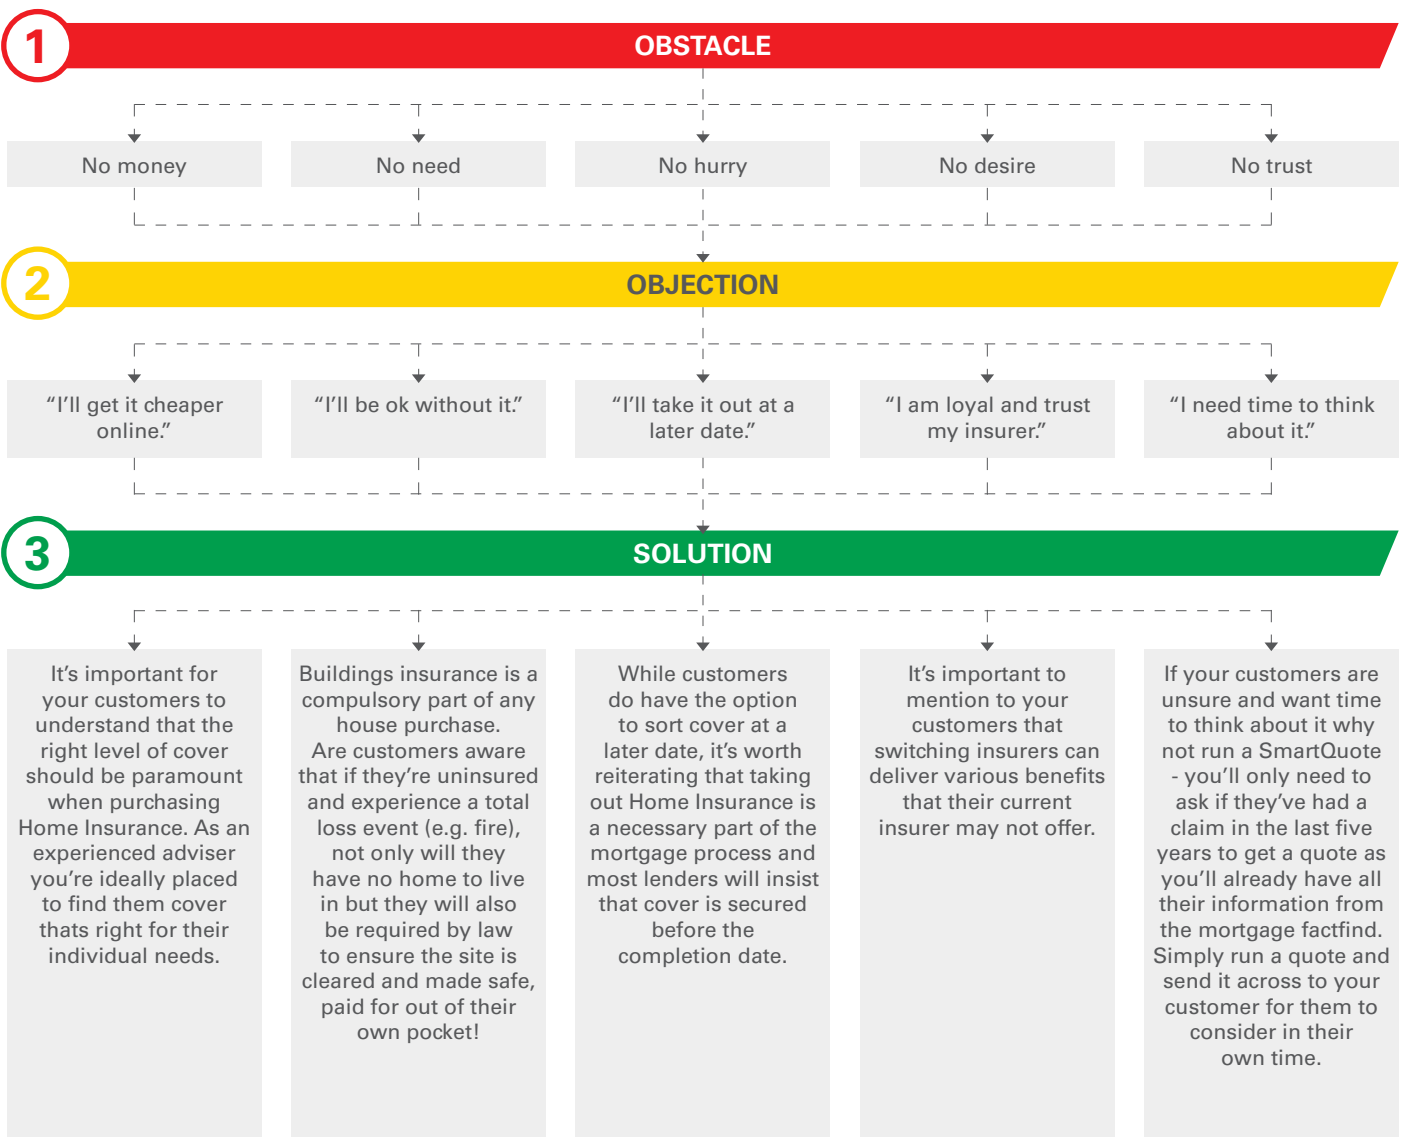 1
OBSTACLE
No money
No need
No hurry
No desire
No trust
2
OBJECTION
“I’ll get it cheaper
online.”
“I’ll be ok without it.”
“I’ll take it out at a
later date.”
“I am loyal and trust
my insurer.”
“I need time to think
about it.”
3
SOLUTION
It’s important for
your customers to
understand that the
right level of cover
should be paramount
when purchasing
Home Insurance. As an
experienced adviser
you’re ideally placed
to find them cover
thats right for their
individual needs.
Buildings insurance is a
compulsory part of any
house purchase.
Are customers aware
that if they’re uninsured
and experience a total
loss event (e.g. fire),
not only will they
have no home to live
in but they will also
be required by law
to ensure the site is
cleared and made safe,
paid for out of their
own pocket!
While customers
do have the option
to sort cover at a
later date, it’s worth
reiterating that taking
out Home Insurance is
a necessary part of the
mortgage process and
most lenders will insist
that cover is secured
before the
completion date.
It’s important to
mention to your
customers that
switching insurers can
deliver various benefits
that their current
insurer may not offer.
If your customers are
unsure and want time
to think about it why
not run a SmartQuote
- you’ll only need to
ask if they’ve had a
claim in the last five
years to get a quote as
you’ll already have all
their information from
the mortgage factfind.
Simply run a quote and
send it across to your
customer for them to
consider in their
own time.